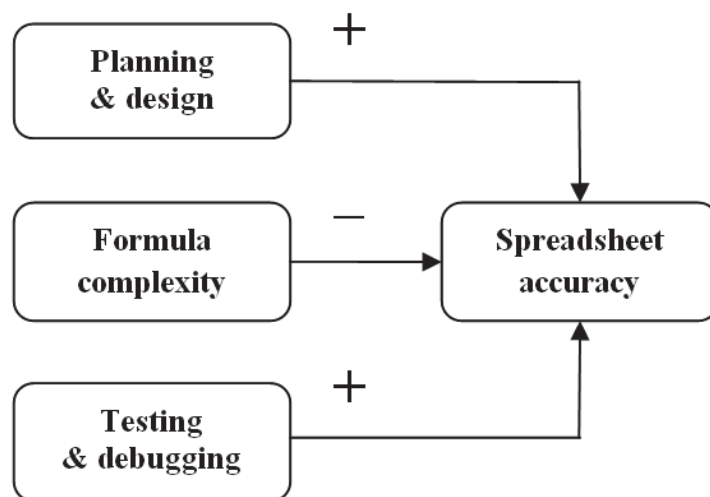 +
Planning
& design
−
Formula
complexity
Spreadsheet
accuracy
+
Testing
& debugging